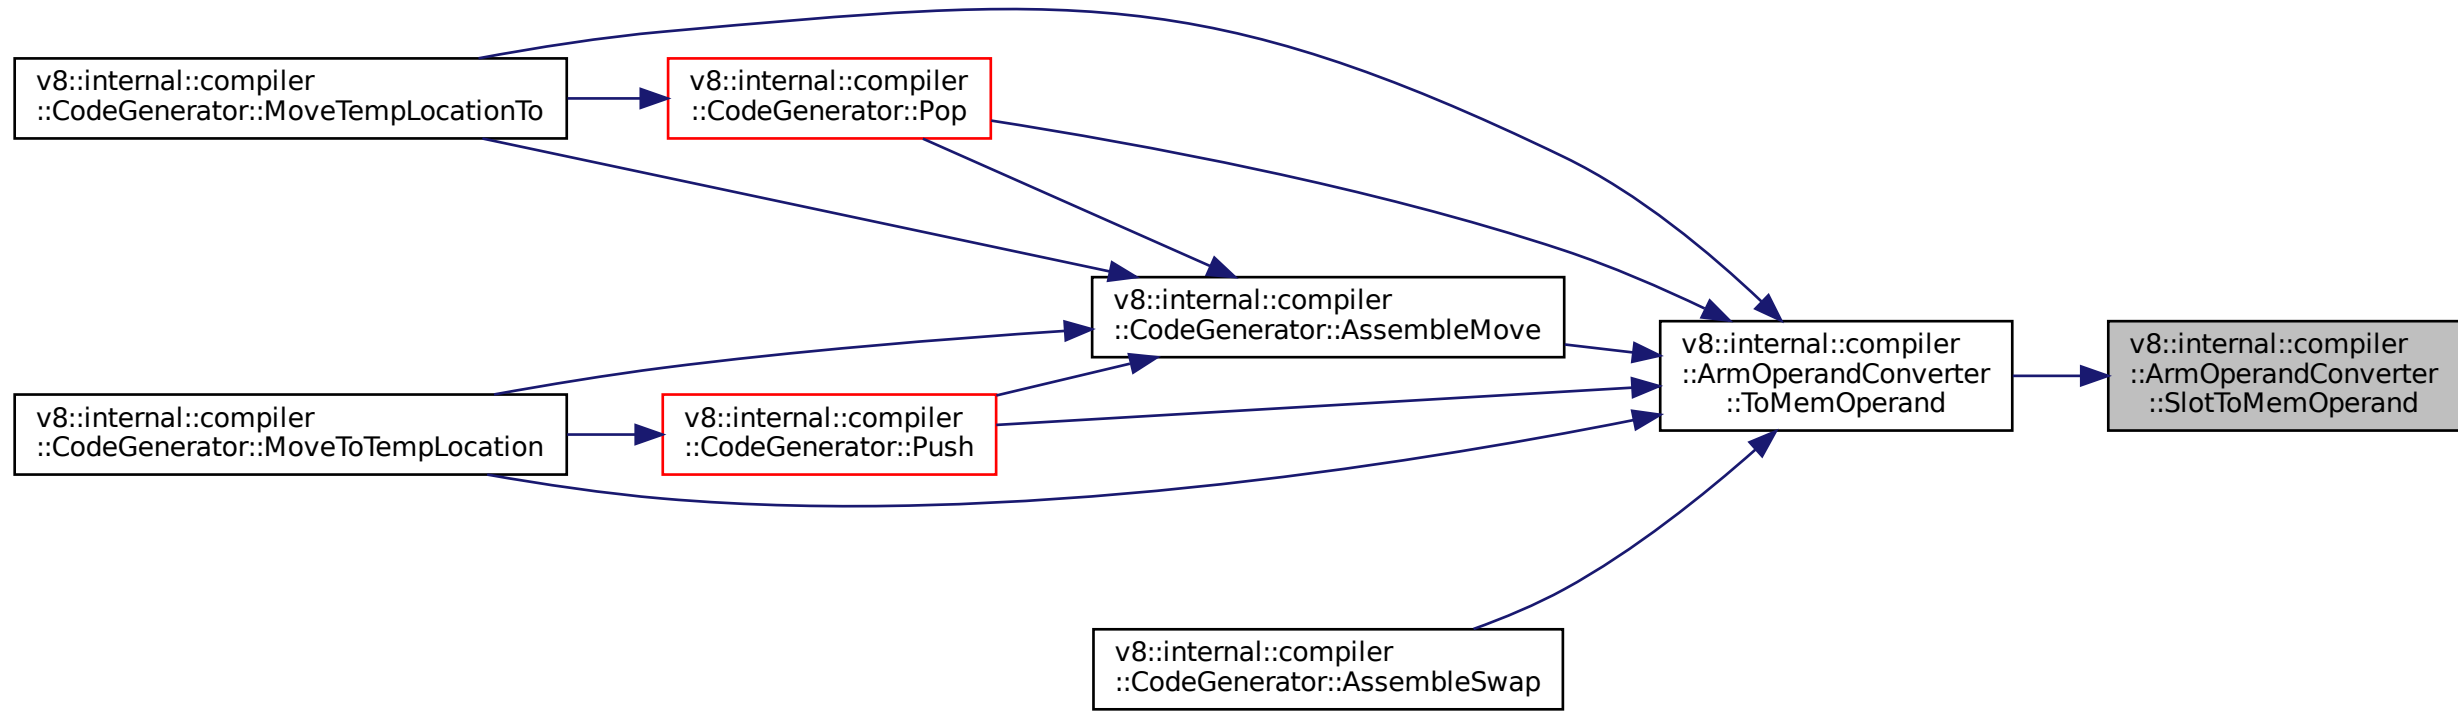 v8::internal::compiler
::CodeGenerator::MoveTempLocationTo
v8::internal::compiler
::CodeGenerator::Pop
v8::internal::compiler
::CodeGenerator::AssembleMove
v8::internal::compiler
::ArmOperandConverter
::ToMemOperand
v8::internal::compiler
::ArmOperandConverter
::SlotToMemOperand
v8::internal::compiler
::CodeGenerator::MoveToTempLocation
v8::internal::compiler
::CodeGenerator::Push
v8::internal::compiler
::CodeGenerator::AssembleSwap